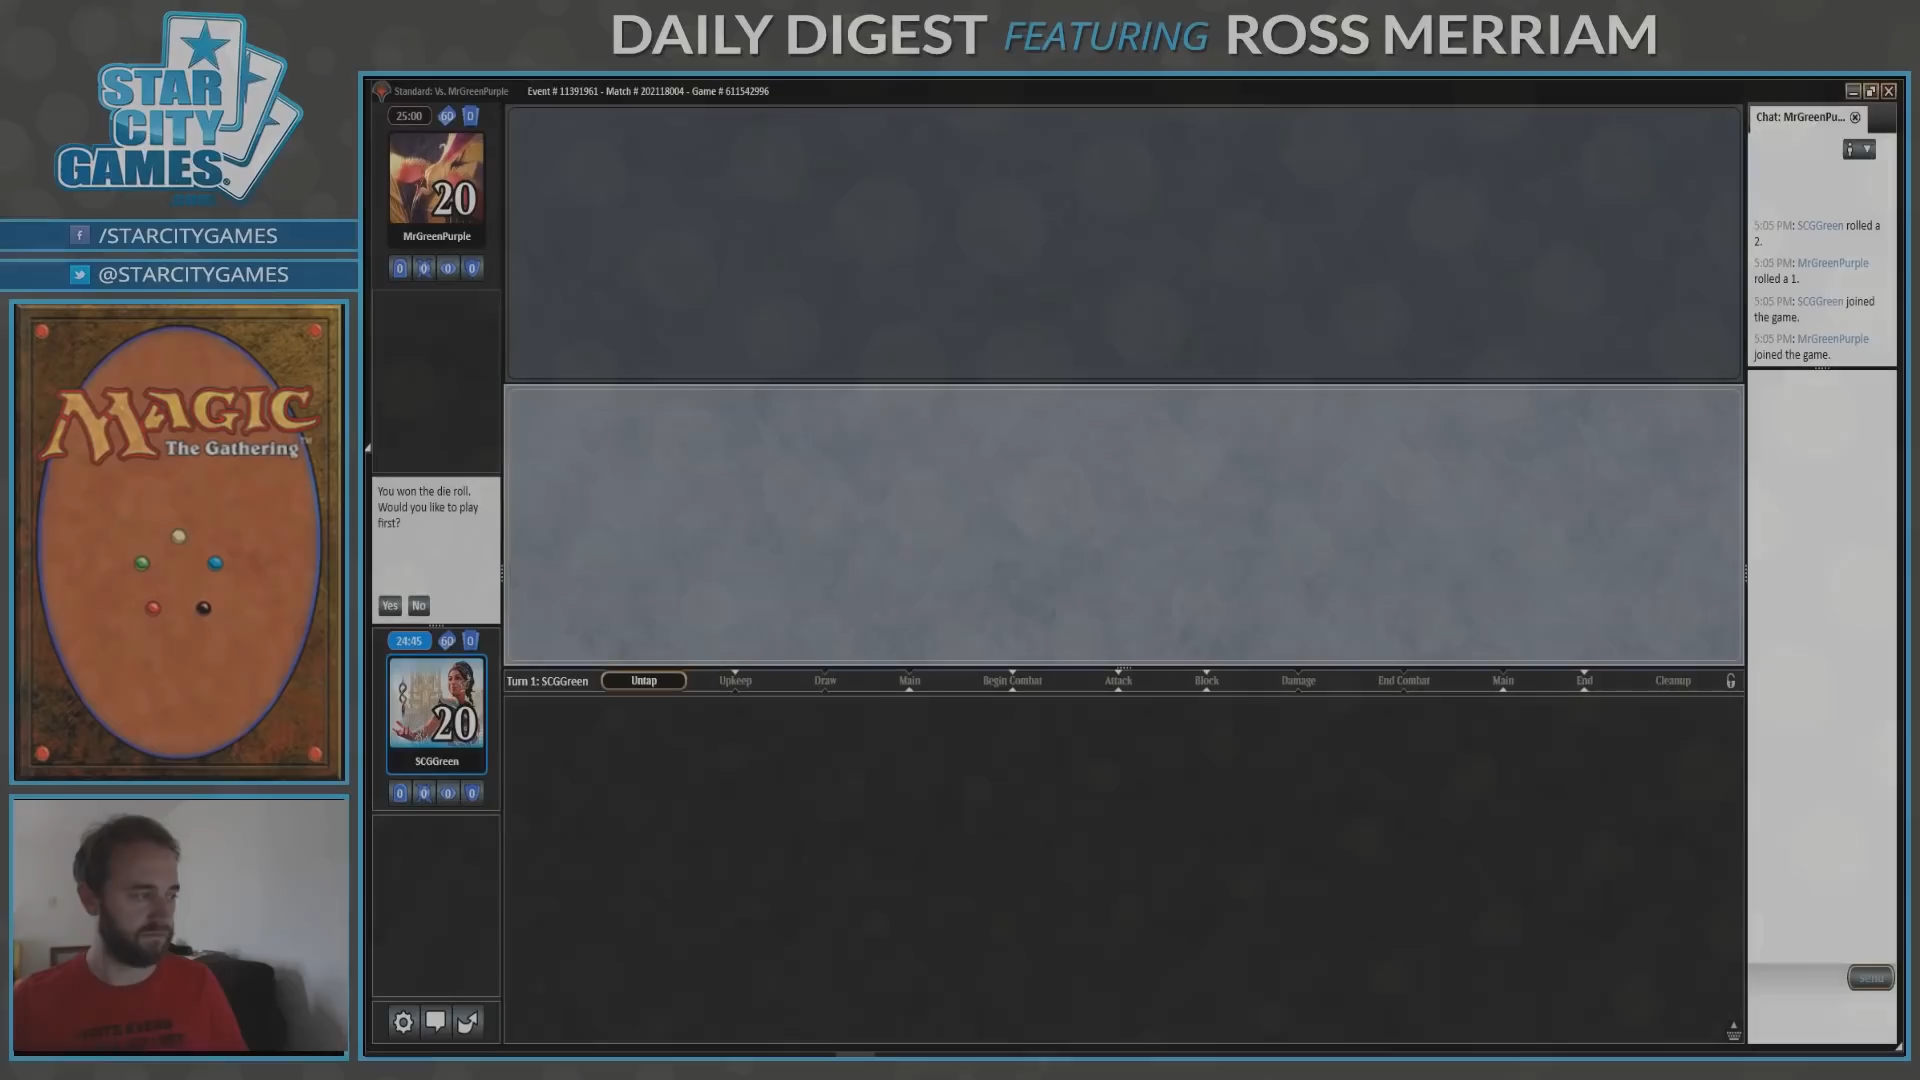 DAILY DIGEST FEATURING ROSS MERRIAM
STAR
CITY
GAMES
/STARCITYGAMES
@STARCITYGAMES
MAGIC
The Gathering
Standard: Vs. MrGreenPurple
Event # 11391961 - Match # 202118004 - Game # 611542996
25:00
60
0
20
MrGreenPurple
0 0 0 0
You won the die roll.
Would you like to play
first?
Yes No
24:45
60
0
20
SCGGreen
0 0 0 0
Turn 1: SCGGreen
Untap
Upkeep
Draw
Main
Begin Combat
Attack
Block
Damage
End Combat
Main
End
Cleanup
Chat: MrGreenPu...
5:05 PM: SCGGreen rolled a
2.
5:05 PM: MrGreenPurple
rolled a 1.
5:05 PM: SCGGreen joined
the game.
5:05 PM: MrGreenPurple
joined the game.
Send